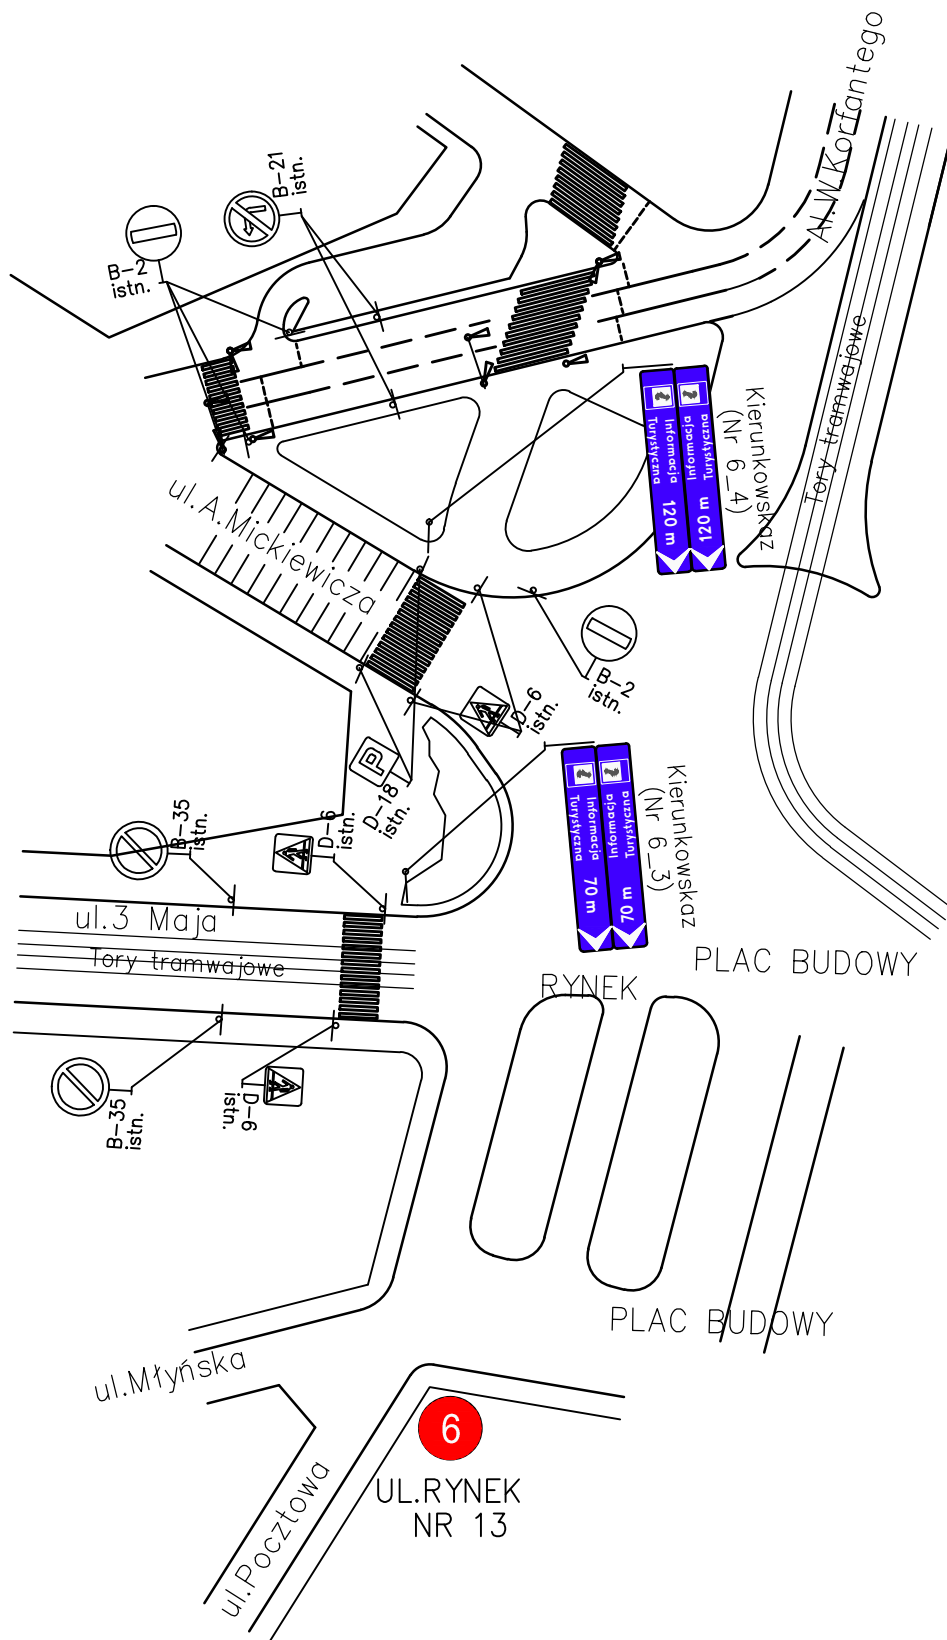 Al.W.Korfantego
B-21
istn.
B-2
istn.
Tory tramwajowe
Kierunkowskaz
(Nr 6_4)
Informacja
Turystyczna
120 m
Informacja
Turystyczna
120 m
ul.A.Mickiewicza
B-2
istn.
D-6
istn.
P
D-18
istn.
Kierunkowskaz
(Nr 6_3)
Informacja
Turystyczna
70 m
Informacja
Turystyczna
70 m
B-35
istn.
D-6
istn.
ul.3 Maja
Tory tramwajowe
PLAC BUDOWY
RYNEK
B-35
istn.
D-6
istn.
PLAC BUDOWY
ul.Młyńska
6
UL.RYNEK
NR 13
ul.Pocztowa